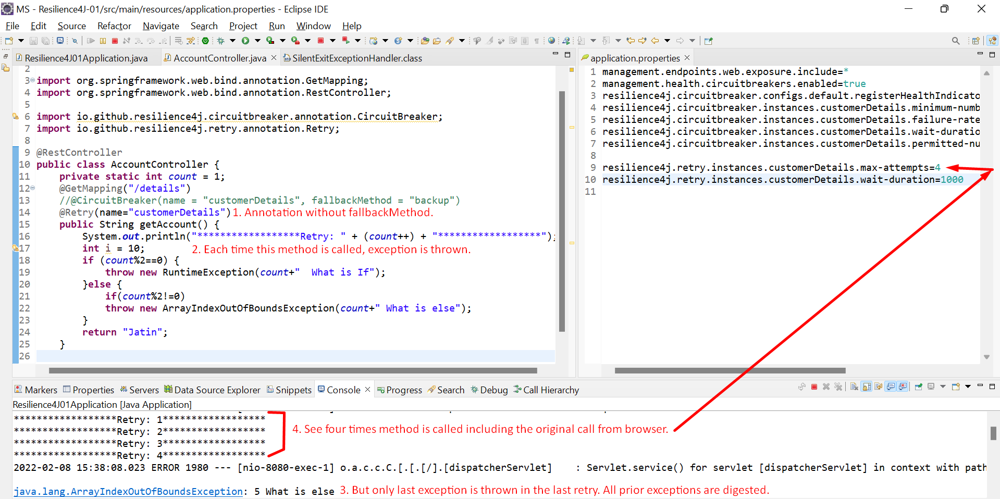 MS - Resilience4J-01/src/main/resources/application.properties - Eclipse IDE
File Edit Source Refactor Navigate Search Project Run Window Help
Resilience4J01Application.java AccountController.java SilentExitExceptionHandler.class
2
3 import org.springframework.web.bind.annotation.GetMapping;
4 import org.springframework.web.bind.annotation.RestController;
5
6 import io.github.resilience4j.circuitbreaker.annotation.CircuitBreaker;
7 import io.github.resilience4j.retry.annotation.Retry;
8
9 @RestController
10 public class AccountController {
11 private static int count = 1;
12 @GetMapping("/details")
13 //@CircuitBreaker(name = "customerDetails", fallbackMethod = "backup")
14 @Retry(name="customerDetails") 1. Annotation without fallbackMethod.
15 public String getAccount() {
16 System.out.println("******************Retry: " + (count++) + "******************");
17 int i = 10; 2. Each time this method is called, exception is thrown.
18 if (count%2==0) {
19 throw new RuntimeException(count+"  What is If");
20 }else {
21 if(count%2!=0)
22 throw new ArrayIndexOutOfBoundsException(count+" What is else");
23 }
24 return "Jatin";
25 }
26
application.properties
1 management.endpoints.web.exposure.include=*
2 management.health.circuitbreakers.enabled=true
3 resilience4j.circuitbreaker.configs.default.registerHealthIndicato
4 resilience4j.circuitbreaker.instances.customerDetails.minimum-numb
5 resilience4j.circuitbreaker.instances.customerDetails.failure-rate
6 resilience4j.circuitbreaker.instances.customerDetails.wait-duratio
7 resilience4j.circuitbreaker.instances.customerDetails.permitted-nu
8
9 resilience4j.retry.instances.customerDetails.max-attempts=4
10 resilience4j.retry.instances.customerDetails.wait-duration=1000
11
Markers Properties Servers Data Source Explorer Snippets Console Progress Search Debug Call Hierarchy
Resilience4J01Application [Java Application]
******************Retry: 1******************
******************Retry: 2******************
4. See four times method is called including the original call from browser.
******************Retry: 3******************
******************Retry: 4******************
2022-02-08 15:38:08.023 ERROR 1980 --- [nio-8080-exec-1] o.a.c.c.C.[.[.[/].[dispatcherServlet] : Servlet.service() for servlet [dispatcherServlet] in context with path
java.lang.ArrayIndexOutOfBoundsException: 5 What is else 3. But only last exception is thrown in the last retry. All prior exceptions are digested.